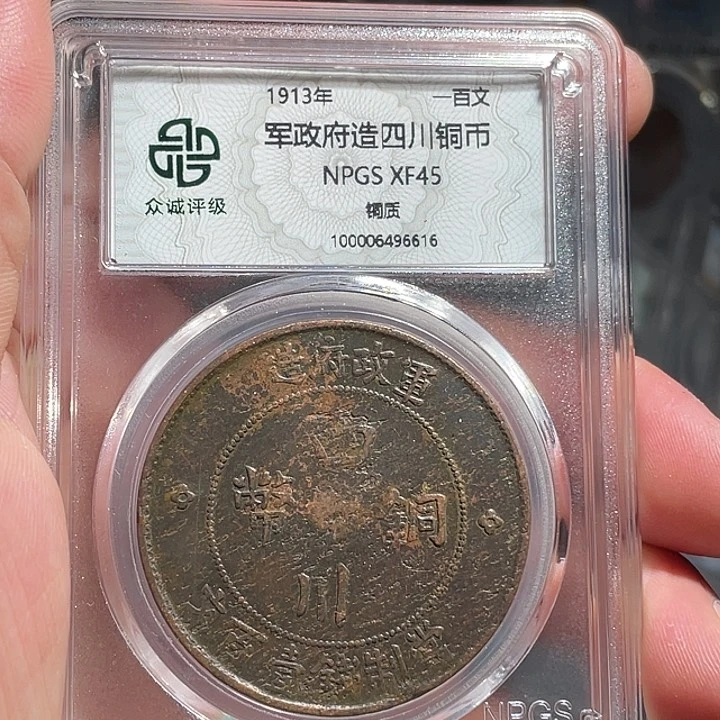 1913年 一百文
军政府造四川铜币
NPGS XF45
铜质
100006496616
众诚评级
軍政府造
四川
銅幣
當制錢壹百文
NPGS